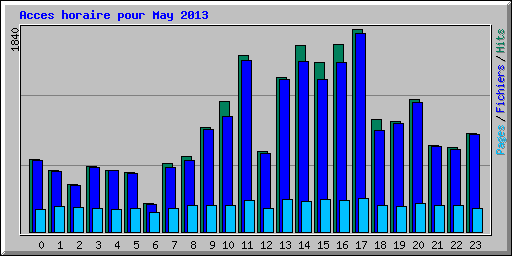 Acces horaire pour May 2013
1840
Pages / Fichiers / Hits
0 1 2 3 4 5 6 7 8 9 10 11 12 13 14 15 16 17 18 19 20 21 22 23